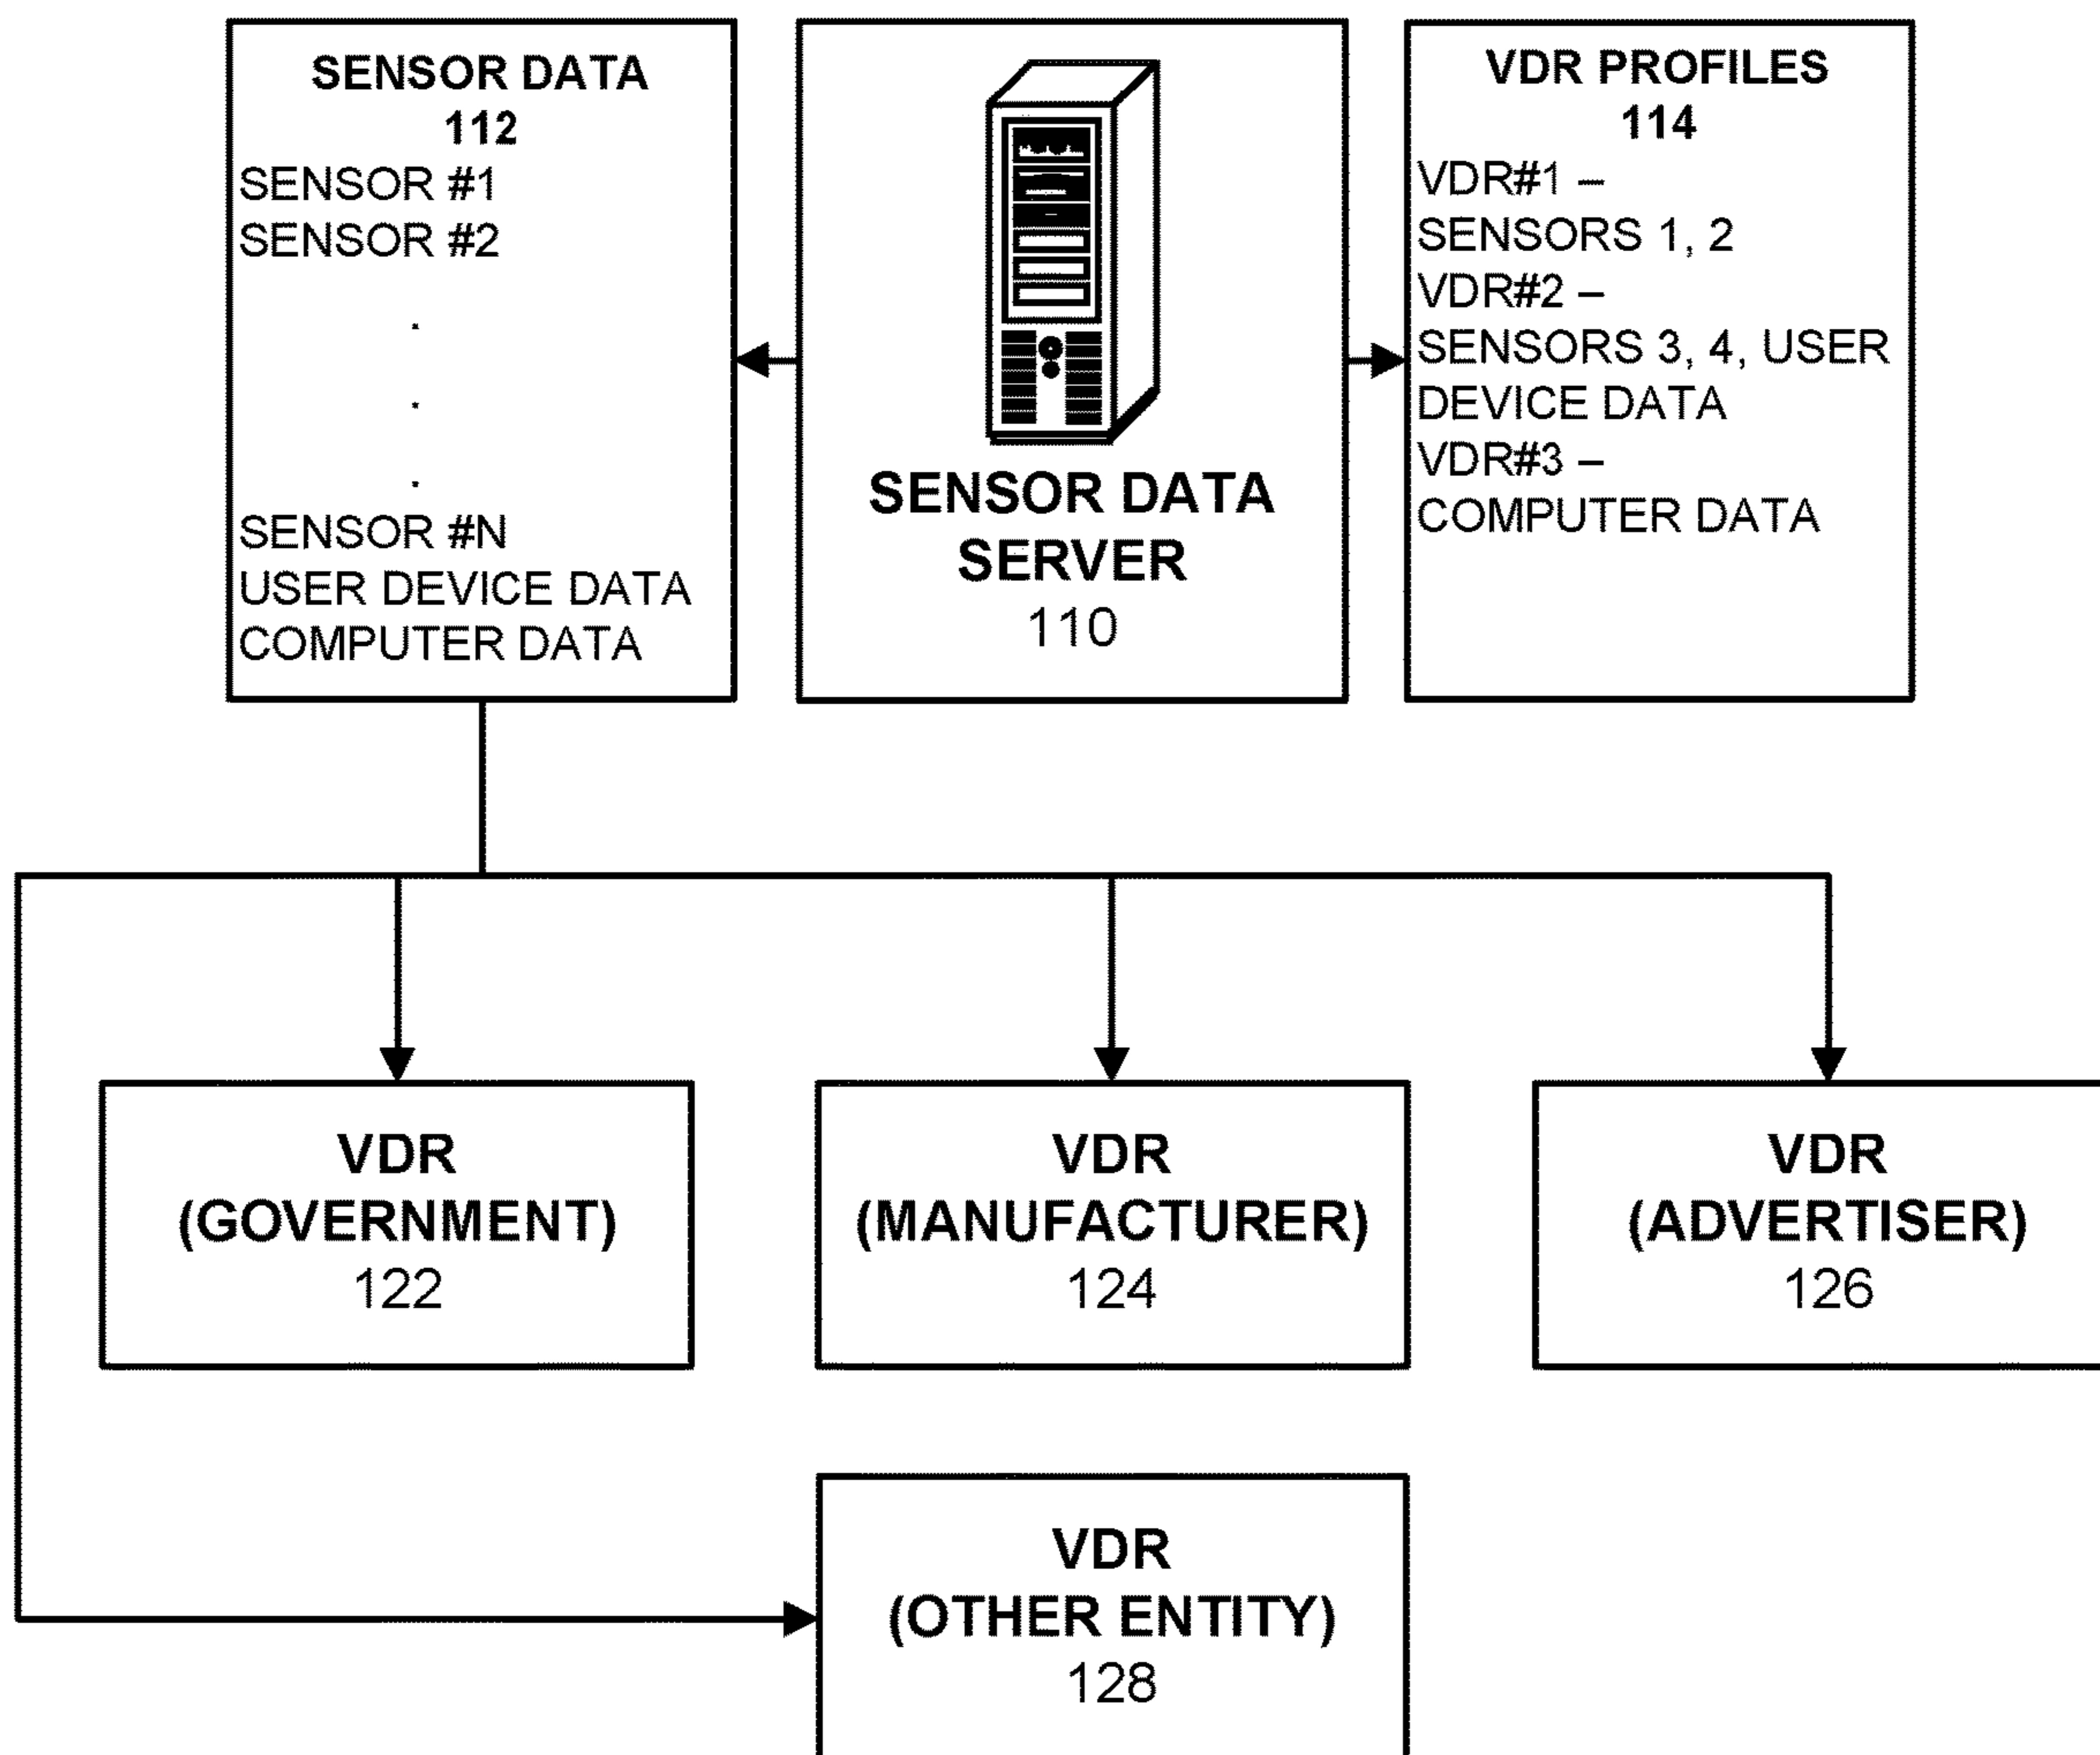 SENSOR DATA
112
SENSOR #1
SENSOR #2
.
.
.
SENSOR #N
USER DEVICE DATA
COMPUTER DATA
SENSOR DATA
SERVER
110
VDR PROFILES
114
VDR#1 –
SENSORS 1, 2
VDR#2 –
SENSORS 3, 4, USER
DEVICE DATA
VDR#3 –
COMPUTER DATA
VDR
(GOVERNMENT)
122
VDR
(MANUFACTURER)
124
VDR
(ADVERTISER)
126
VDR
(OTHER ENTITY)
128